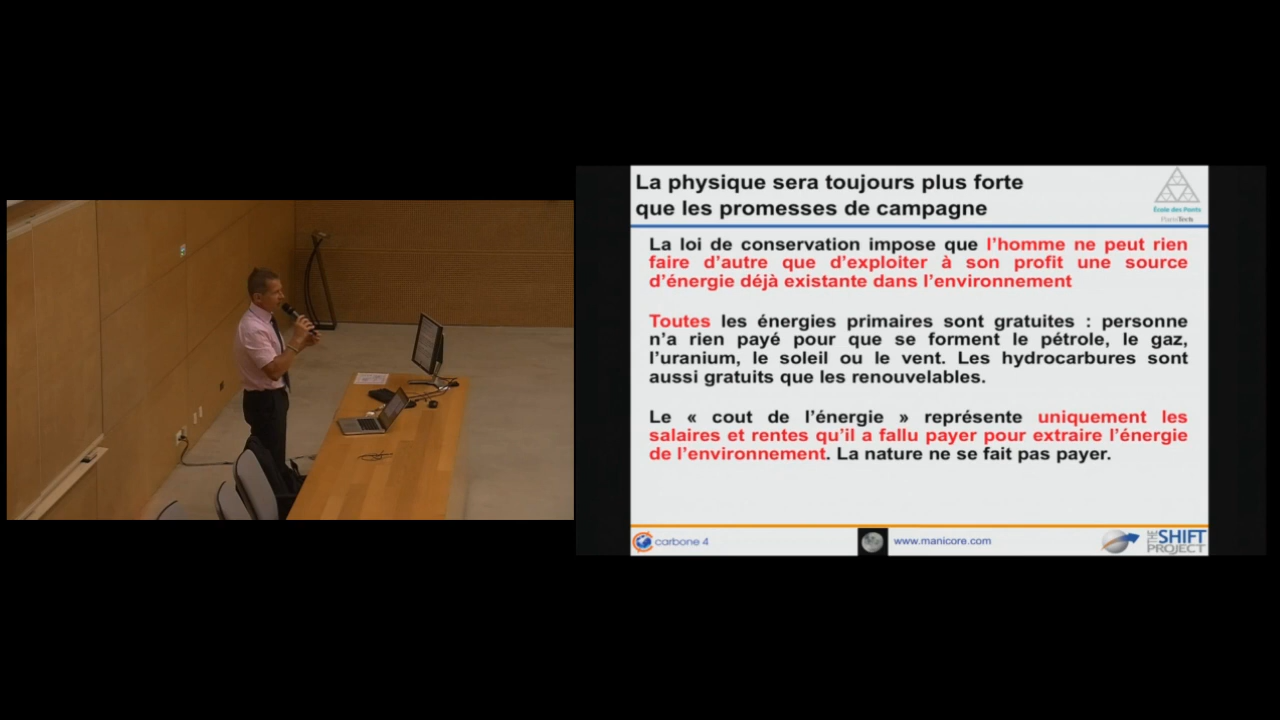 La physique sera toujours plus forte
que les promesses de campagne
École des Ponts
ParisTech
La loi de conservation impose que l'homme ne peut rien
faire d'autre que d'exploiter à son profit une source
d'énergie déjà existante dans l'environnement
Toutes les énergies primaires sont gratuites : personne
n'a rien payé pour que se forment le pétrole, le gaz,
l'uranium, le soleil ou le vent. Les hydrocarbures sont
aussi gratuits que les renouvelables.
Le « cout de l'énergie » représente uniquement les
salaires et rentes qu'il a fallu payer pour extraire l'énergie
de l'environnement. La nature ne se fait pas payer.
carbone 4
www.manicore.com
THE SHIFT
PROJECT